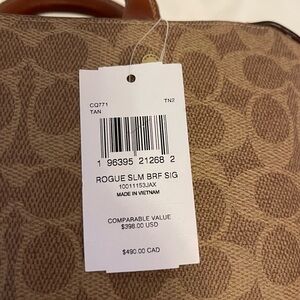 CQ771 TN2
TAN
1 96395 21268 2
ROGUE SLM BRF SIG
10011153JAX
MADE IN VIETNAM
COMPARABLE VALUE
$398.00 USD
$490.00 CAD